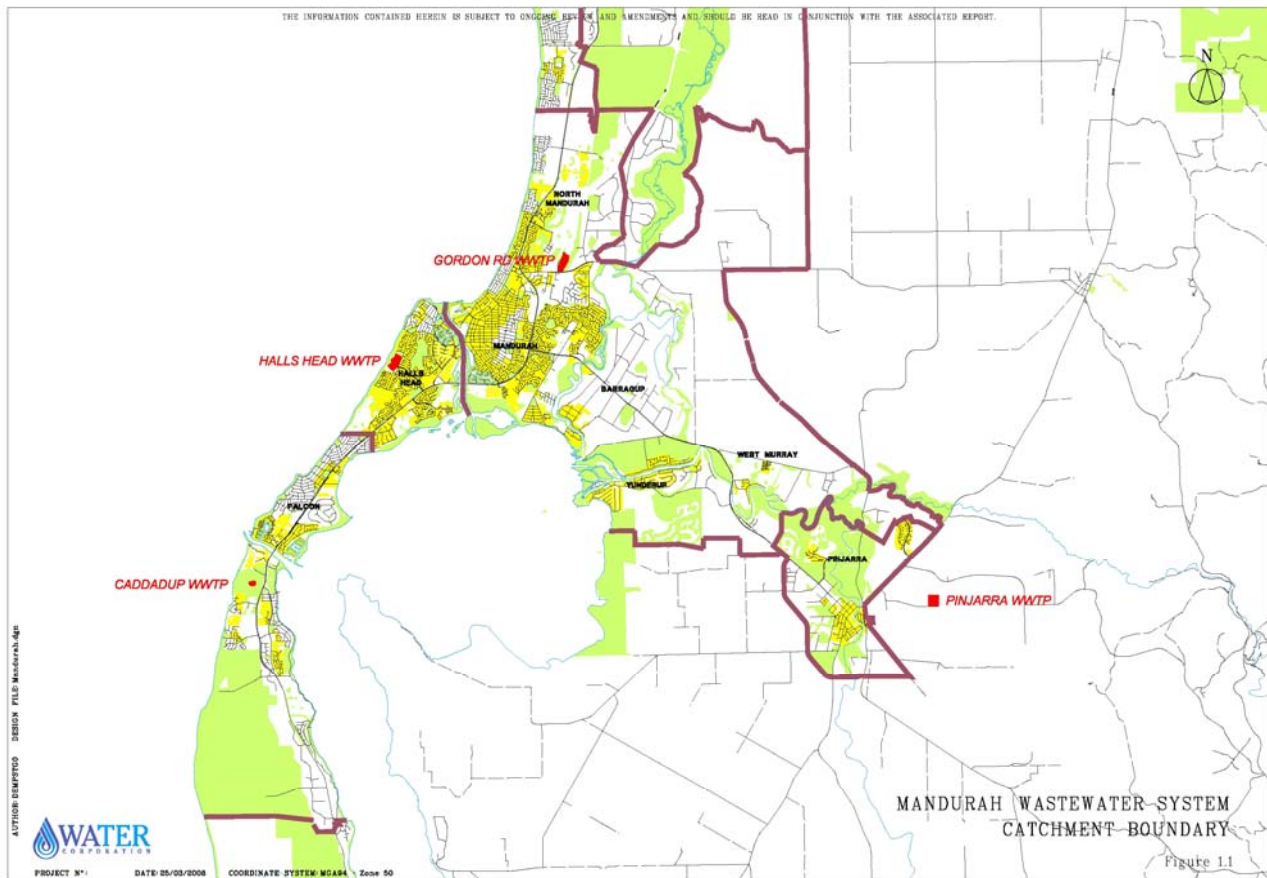 THE INFORMATION CONTAINED HEREIN IS SUBJECT TO ONGOING REVIEW AND AMENDMENTS AND SHOULD BE READ IN CONJUNCTION WITH THE ASSOCIATED REPORT.
N
NORTH
MANDURAH
GORDON RD WWTP
MANDURAH
HALLS HEAD WWTP
HALLS
HEAD
BARRAGUP
WEST MURRAY
YUNDERUP
FALCON
PINJARRA
CADDADUP WWTP
PINJARRA WWTP
MANDURAH WASTEWATER SYSTEM
CATCHMENT BOUNDARY
Figure 1.1
AUTHOR: DEMPSTGO DESIGN FILE: Mandurah.dgn
WATER
CORPORATION
PROJECT Nº: DATE: 25/03/2008 COORDINATE SYSTEM: MGA94 - Zone 50